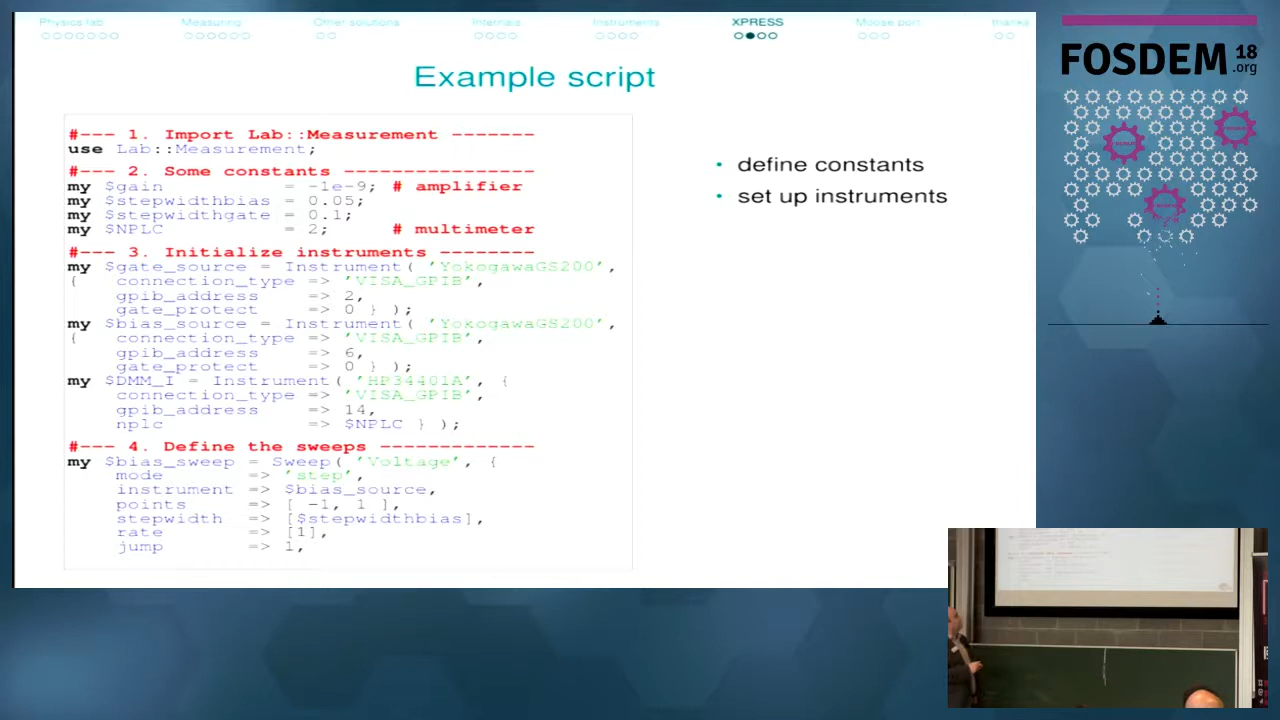 Physics lab Measuring Other solutions Internals Instruments XPRESS Moose port thanks
Example script
#--- 1. Import Lab::Measurement -------
use Lab::Measurement;
#--- 2. Some constants -----------------
my $gain = -1e-9; # amplifier
my $stepwidthbias = 0.05;
my $stepwidthgate = 0.1;
my $NPLC = 2; # multimeter
#--- 3. Initialize instruments --------
my $gate_source = Instrument( 'YokogawaGS200',
{ connection_type => 'VISA_GPIB',
gpib_address => 2,
gate_protect => 0 } );
my $bias_source = Instrument( 'YokogawaGS200',
{ connection_type => 'VISA_GPIB',
gpib_address => 6,
gate_protect => 0 } );
my $DMM_I = Instrument( 'HP34401A', {
connection_type => 'VISA_GPIB',
gpib_address => 14,
nplc => $NPLC } );
#--- 4. Define the sweeps -------------
my $bias_sweep = Sweep( 'Voltage', {
mode => 'step',
instrument => $bias_source,
points => [ -1, 1 ],
stepwidth => [$stepwidthbias],
rate => [1],
jump => 1,
• define constants
• set up instruments
FOSDEM 18
.org